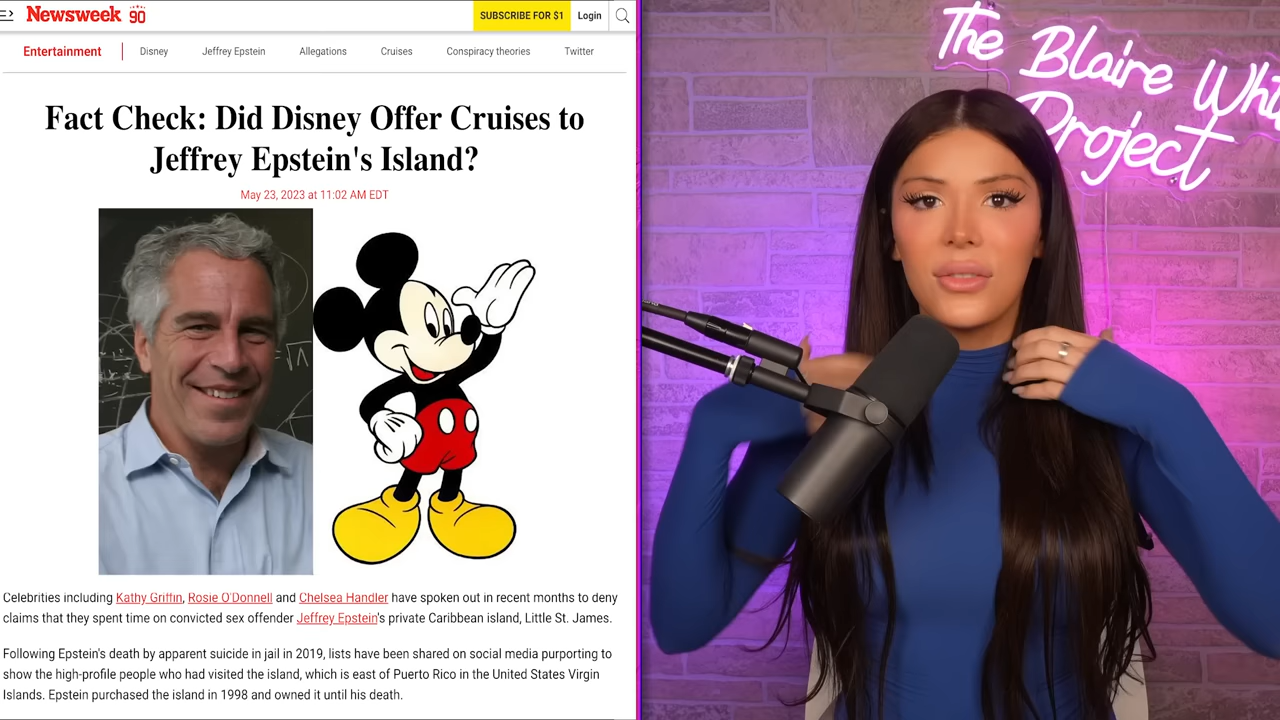 Newsweek 90
SUBSCRIBE FOR $1
Login
Entertainment
Disney
Jeffrey Epstein
Allegations
Cruises
Conspiracy theories
Twitter
Fact Check: Did Disney Offer Cruises to
Jeffrey Epstein's Island?
May 23, 2023 at 11:02 AM EDT
Celebrities including Kathy Griffin, Rosie O'Donnell and Chelsea Handler have spoken out in recent months to deny
claims that they spent time on convicted sex offender Jeffrey Epstein's private Caribbean island, Little St. James.
Following Epstein's death by apparent suicide in jail in 2019, lists have been shared on social media purporting to
show the high-profile people who had visited the island, which is east of Puerto Rico in the United States Virgin
Islands. Epstein purchased the island in 1998 and owned it until his death.
The Blaire Whi
Project